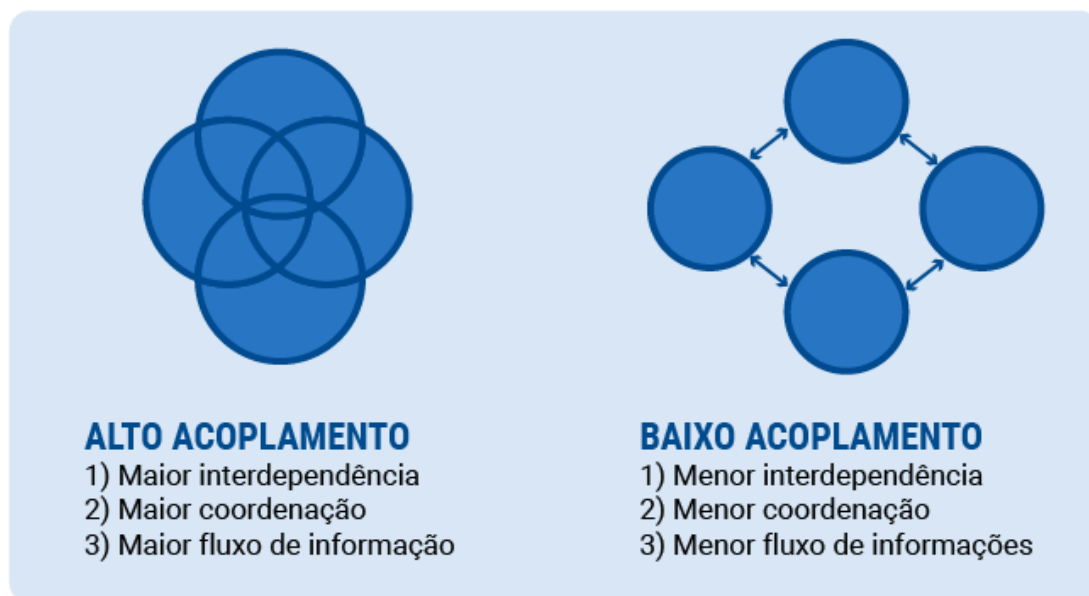 ALTO ACOPLAMENTO
1) Maior interdependência
2) Maior coordenação
3) Maior fluxo de informação
BAIXO ACOPLAMENTO
1) Menor interdependência
2) Menor coordenação
3) Menor fluxo de informações